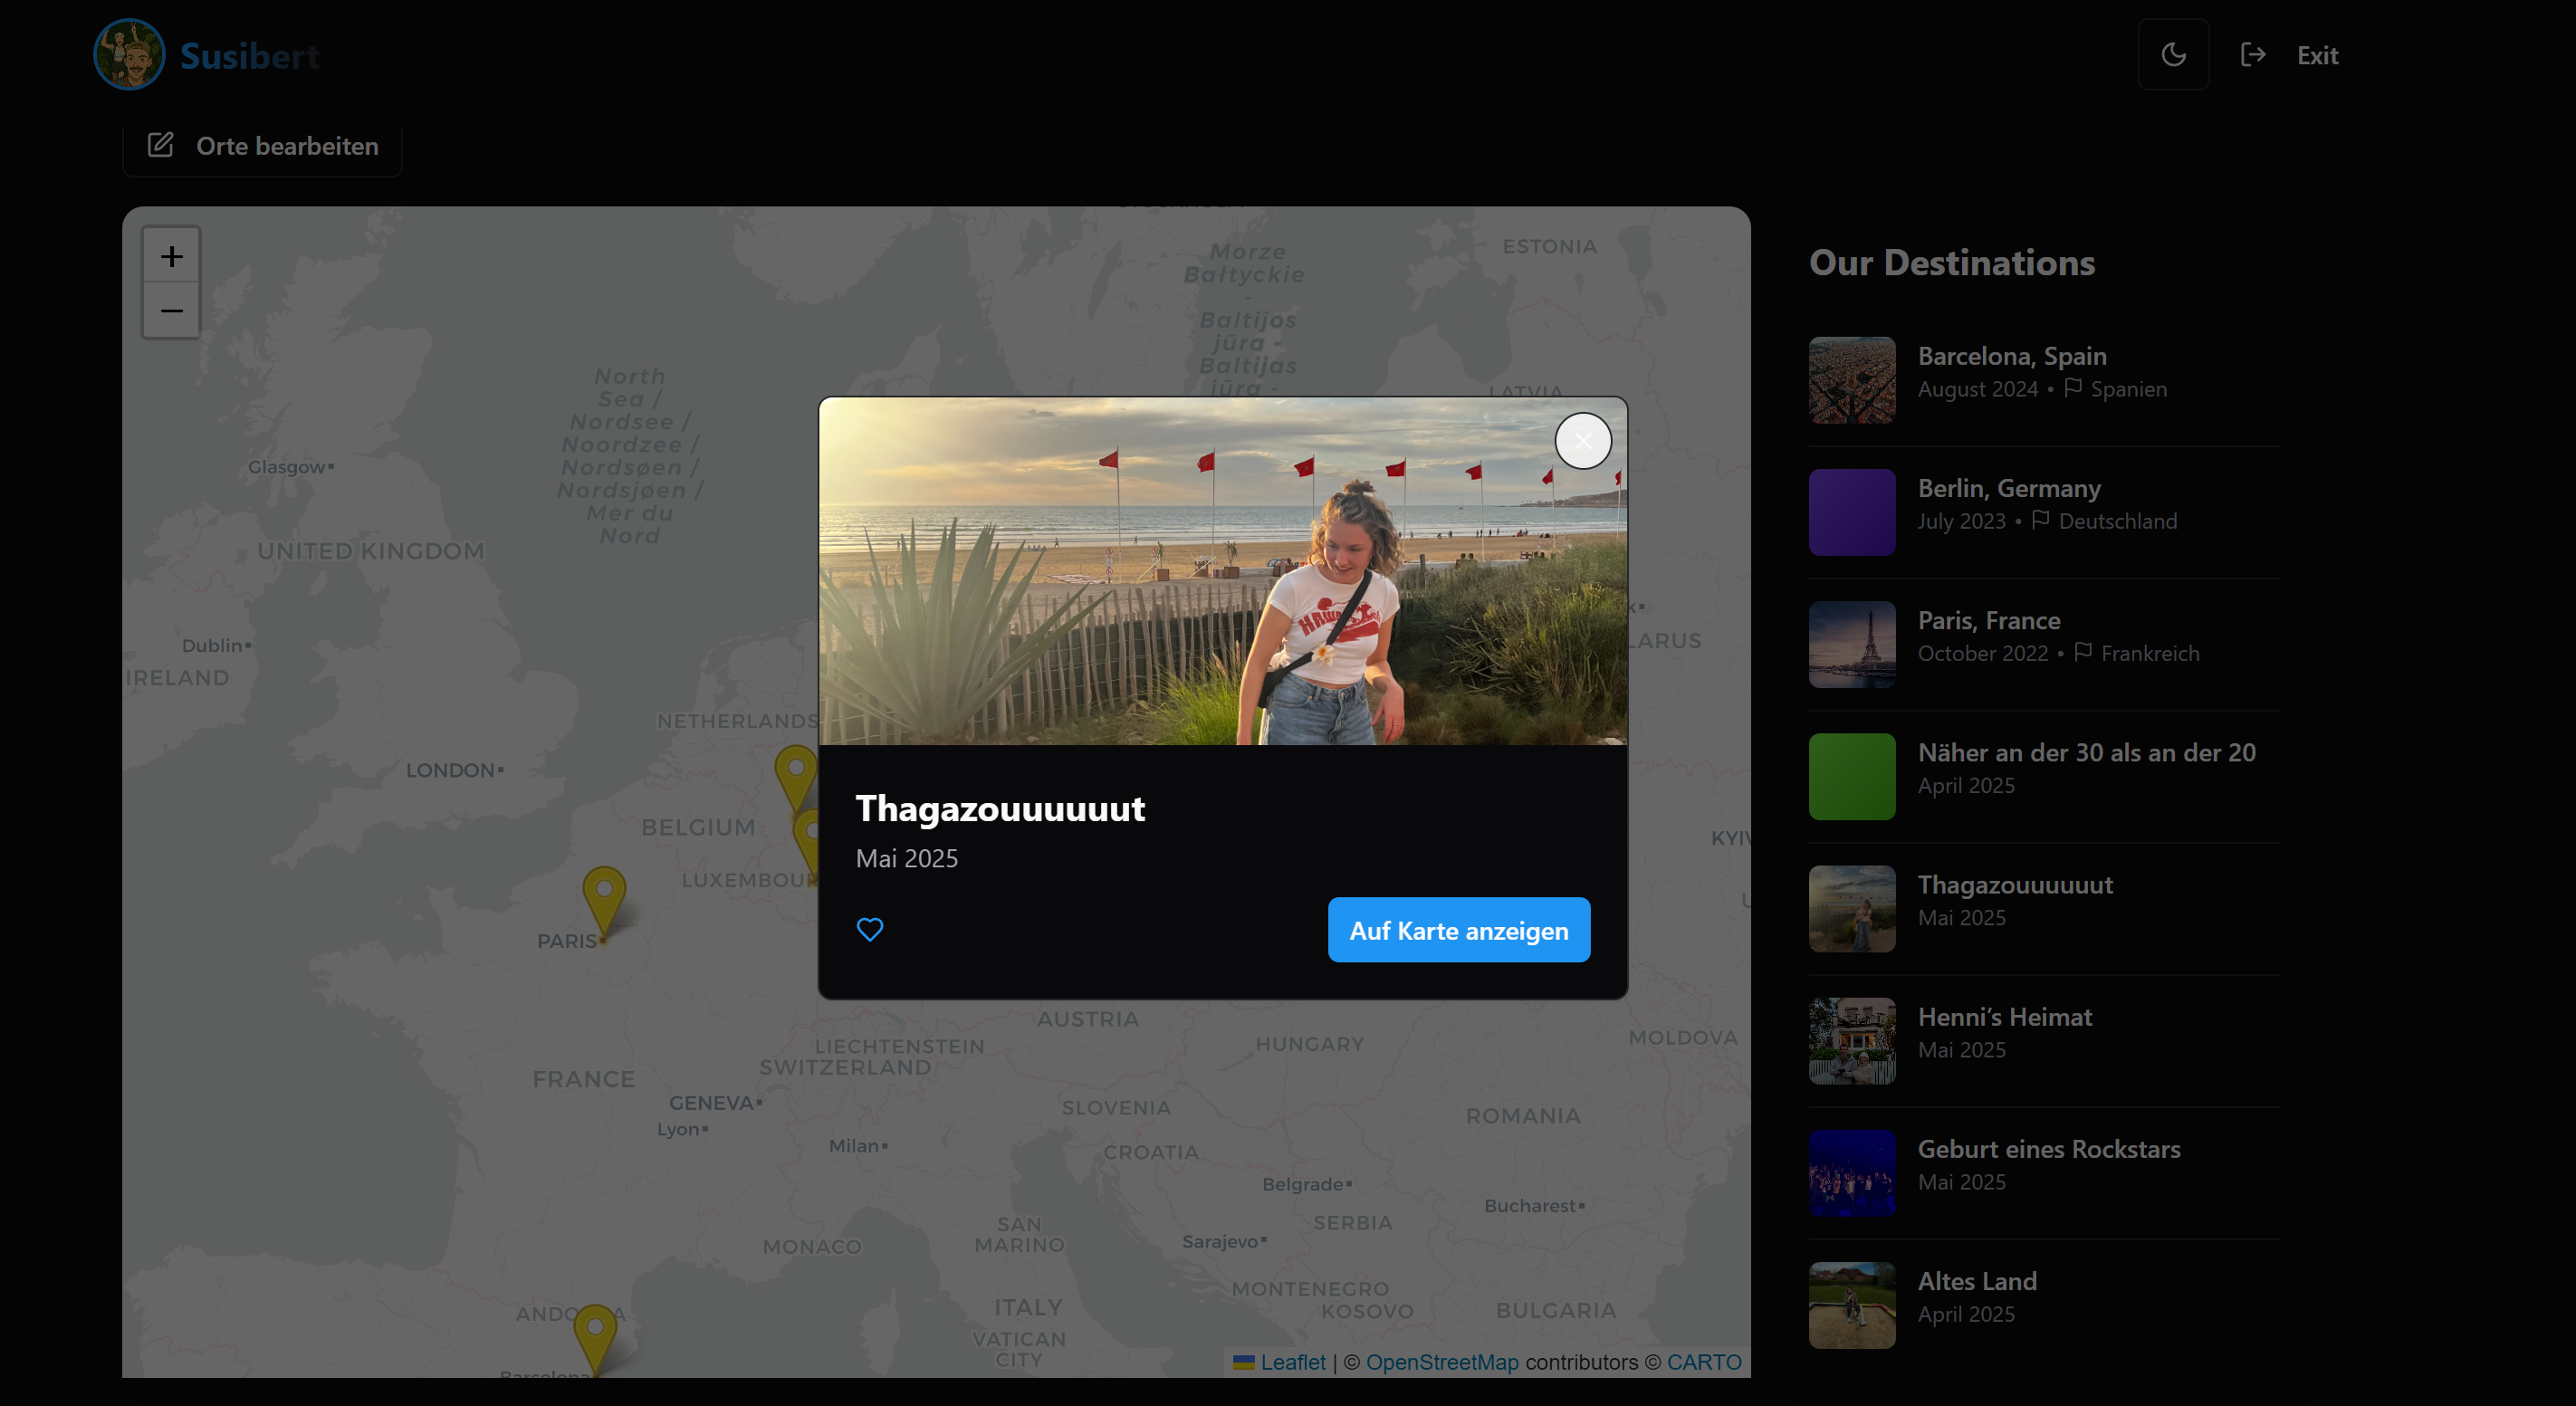 Susibert
Exit
Orte bearbeiten
+
−
Morze
Bałtyckie
-
Baltijos
jūra -
Baltijas
jūra -
ESTONIA
LATVIA
North
Sea /
Nordsee /
Noordzee /
Nordsøen /
Nordsjøen /
Mer du
Nord
Glasgow
UNITED KINGDOM
Dublin
IRELAND
NETHERLANDS
LONDON
BELGIUM
LUXEMBOUR
PARIS
LARUS
KYIV
AUSTRIA
LIECHTENSTEIN
SWITZERLAND
HUNGARY
MOLDOVA
FRANCE
GENEVA
Lyon
SLOVENIA
ROMANIA
Milan
CROATIA
Belgrade
Bucharest
SAN
MARINO
SERBIA
Sarajevo
MONACO
MONTENEGRO
KOSOVO
ITALY
BULGARIA
VATICAN
CITY
ANDO A
Barcelona
Leaflet | © OpenStreetMap contributors © CARTO
Thagazouuuuuut
Mai 2025
Auf Karte anzeigen
Our Destinations
Barcelona, Spain
August 2024 • Spanien
Berlin, Germany
July 2023 • Deutschland
Paris, France
October 2022 • Frankreich
Näher an der 30 als an der 20
April 2025
Thagazouuuuuut
Mai 2025
Henni’s Heimat
Mai 2025
Geburt eines Rockstars
Mai 2025
Altes Land
April 2025